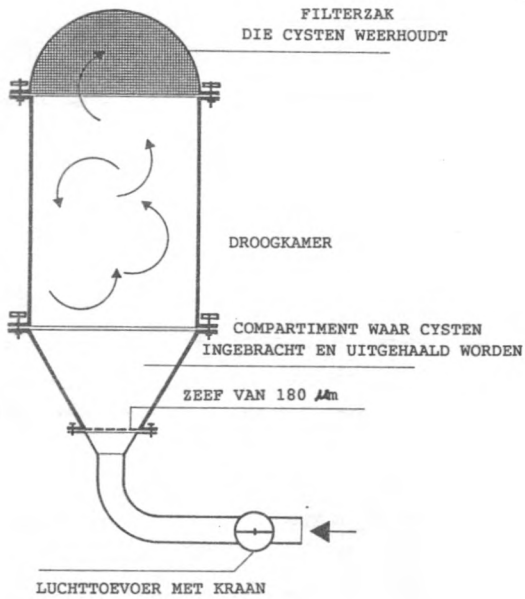 FILTERZAK
DIE CYSTEN WEERHOUDT
DROOGKAMER
COMPARTIMENT WAAR CYSTEN
INGEBRACHT EN UITGEHAALD WORDEN
ZEEF VAN 180 μm
LUCHTTOEVOER MET KRAAN